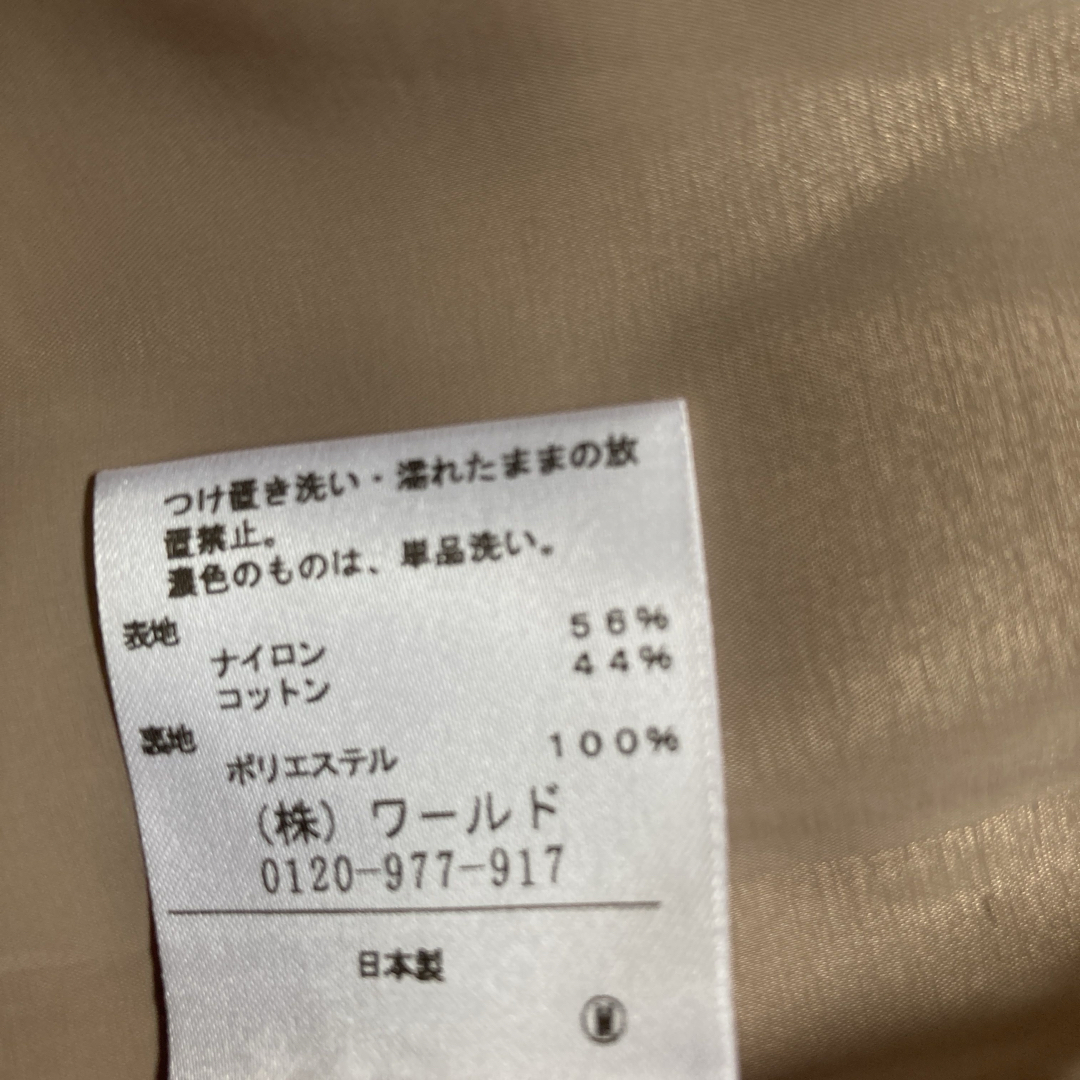 つけ置き洗い・濡れたままの放
置禁止。
濃色のものは、単品洗い。
表地
ナイロン 56%
コットン 44%
裏地
ポリエステル 100%
(株) ワールド
0120-977-917
日本製